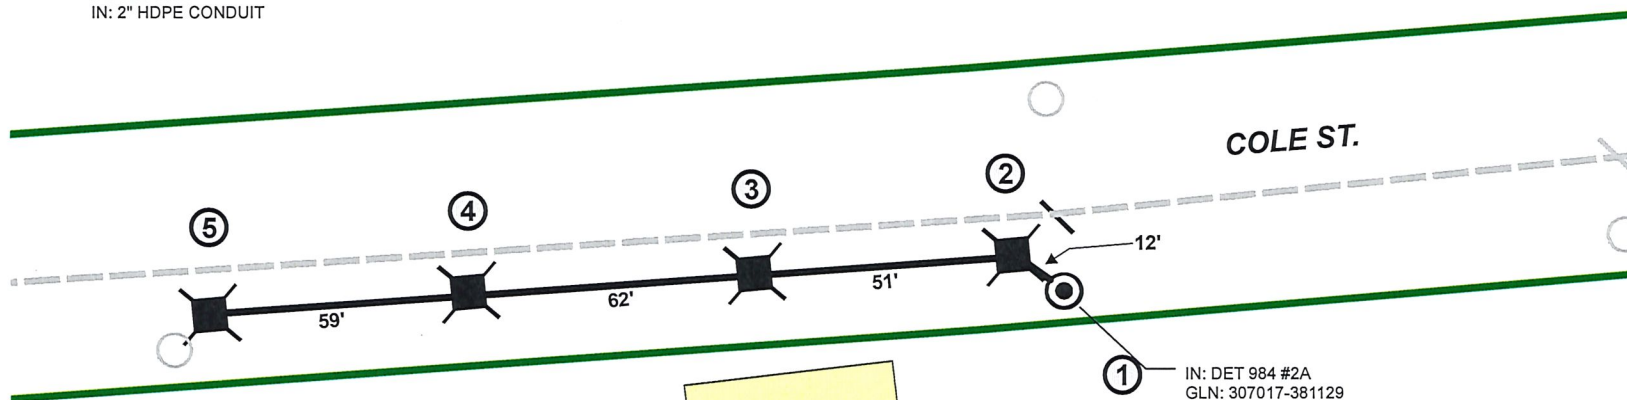 IN: 2" HDPE CONDUIT
COLE ST.
2
3
4
5
12'
51'
62'
59'
1
IN: DET 984 #2A
GLN: 307017-381129